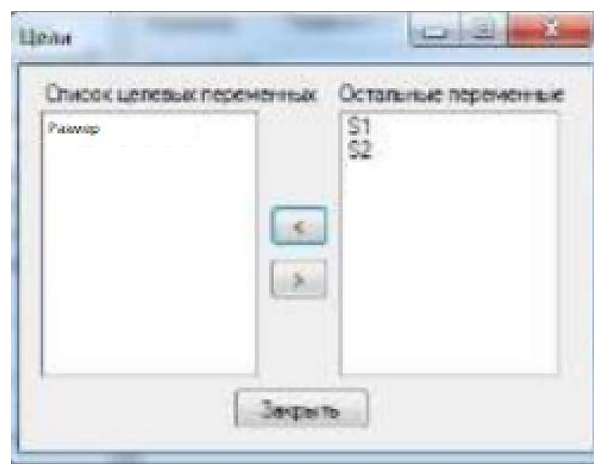 Цели
Список целевых переменных
Остальные переменные
Размер
S1
S2
<
>
Закрыть